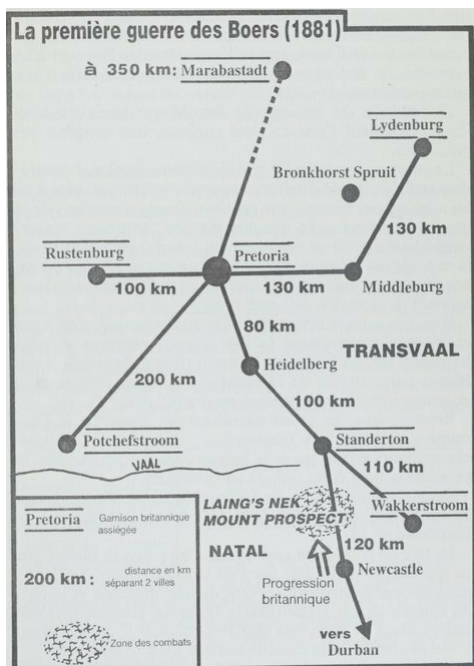 La première guerre des Boers (1881)
à 350 km: Marabastadt
Lydenburg
Bronkhorst Spruit
130 km
Rustenburg
Pretoria
100 km
130 km
Middleburg
80 km
TRANSVAAL
Heidelberg
200 km
100 km
Potchefstroom
Standerton
VAAL
110 km
LAING'S NEK
MOUNT PROSPECT
Wakkerstroom
NATAL
120 km
Newcastle
Progression
britannique
vers
Durban
Pretoria
Garnison britannique
assiégée
200 km :
distance en km
séparant 2 villes
Zone des combats